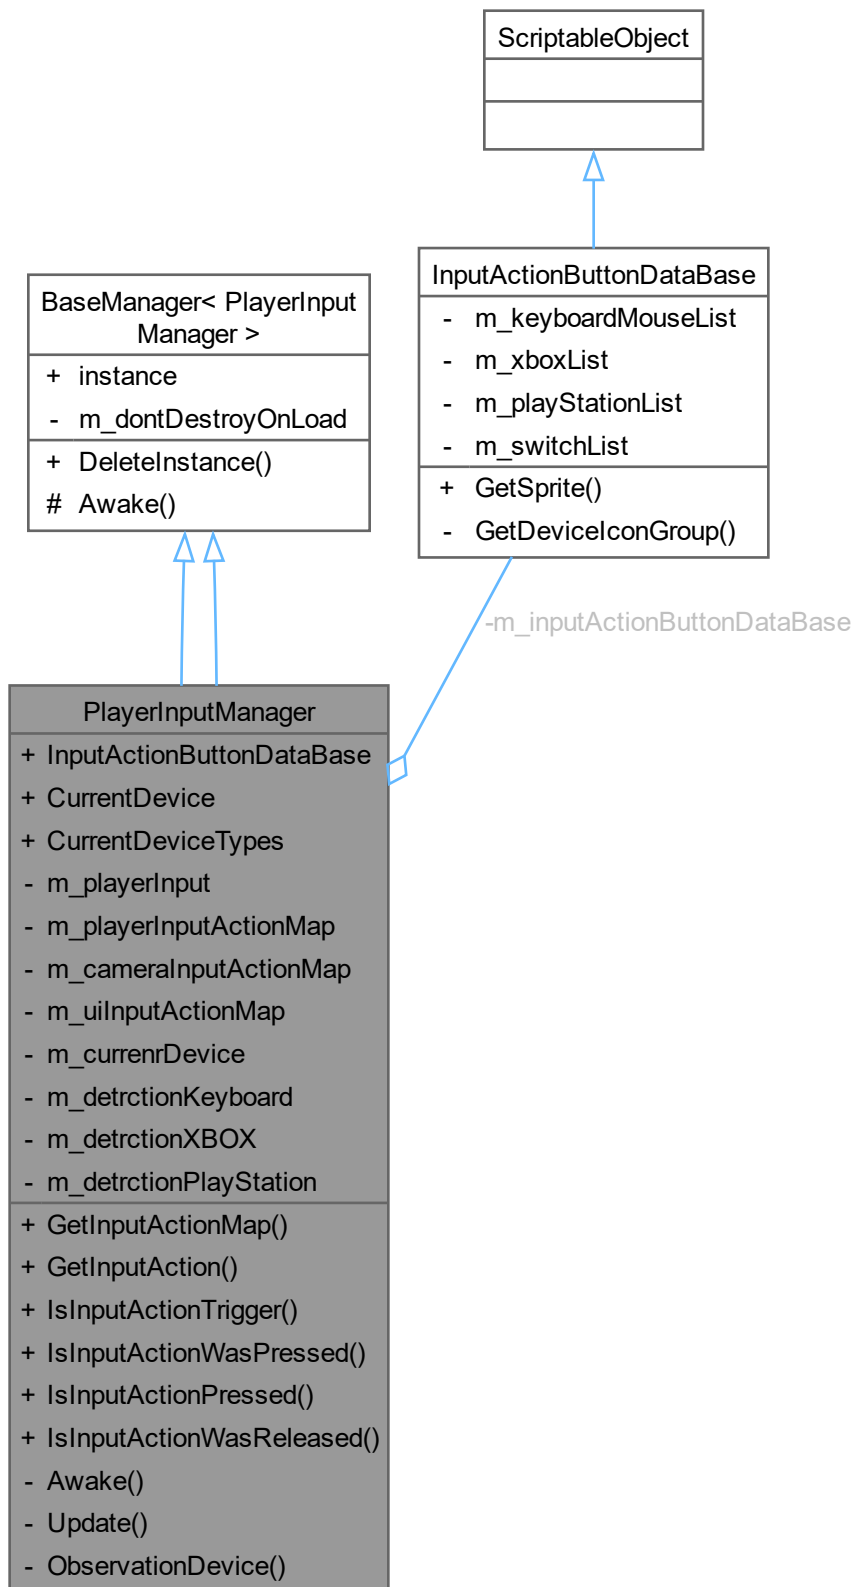 ScriptableObject
InputActionButtonDataBase
- m_keyboardMouseList
- m_xboxList
- m_playStationList
- m_switchList
+ GetSprite()
- GetDeviceIconGroup()
BaseManager< PlayerInput
Manager >
+ instance
- m_dontDestroyOnLoad
+ DeleteInstance()
# Awake()
-m_inputActionButtonDataBase
PlayerInputManager
+ InputActionButtonDataBase
+ CurrentDevice
+ CurrentDeviceTypes
- m_playerInput
- m_playerInputActionMap
- m_cameraInputActionMap
- m_uiInputActionMap
- m_currenrDevice
- m_detrctionKeyboard
- m_detrctionXBOX
- m_detrctionPlayStation
+ GetInputActionMap()
+ GetInputAction()
+ IsInputActionTrigger()
+ IsInputActionWasPressed()
+ IsInputActionPressed()
+ IsInputActionWasReleased()
- Awake()
- Update()
- ObservationDevice()